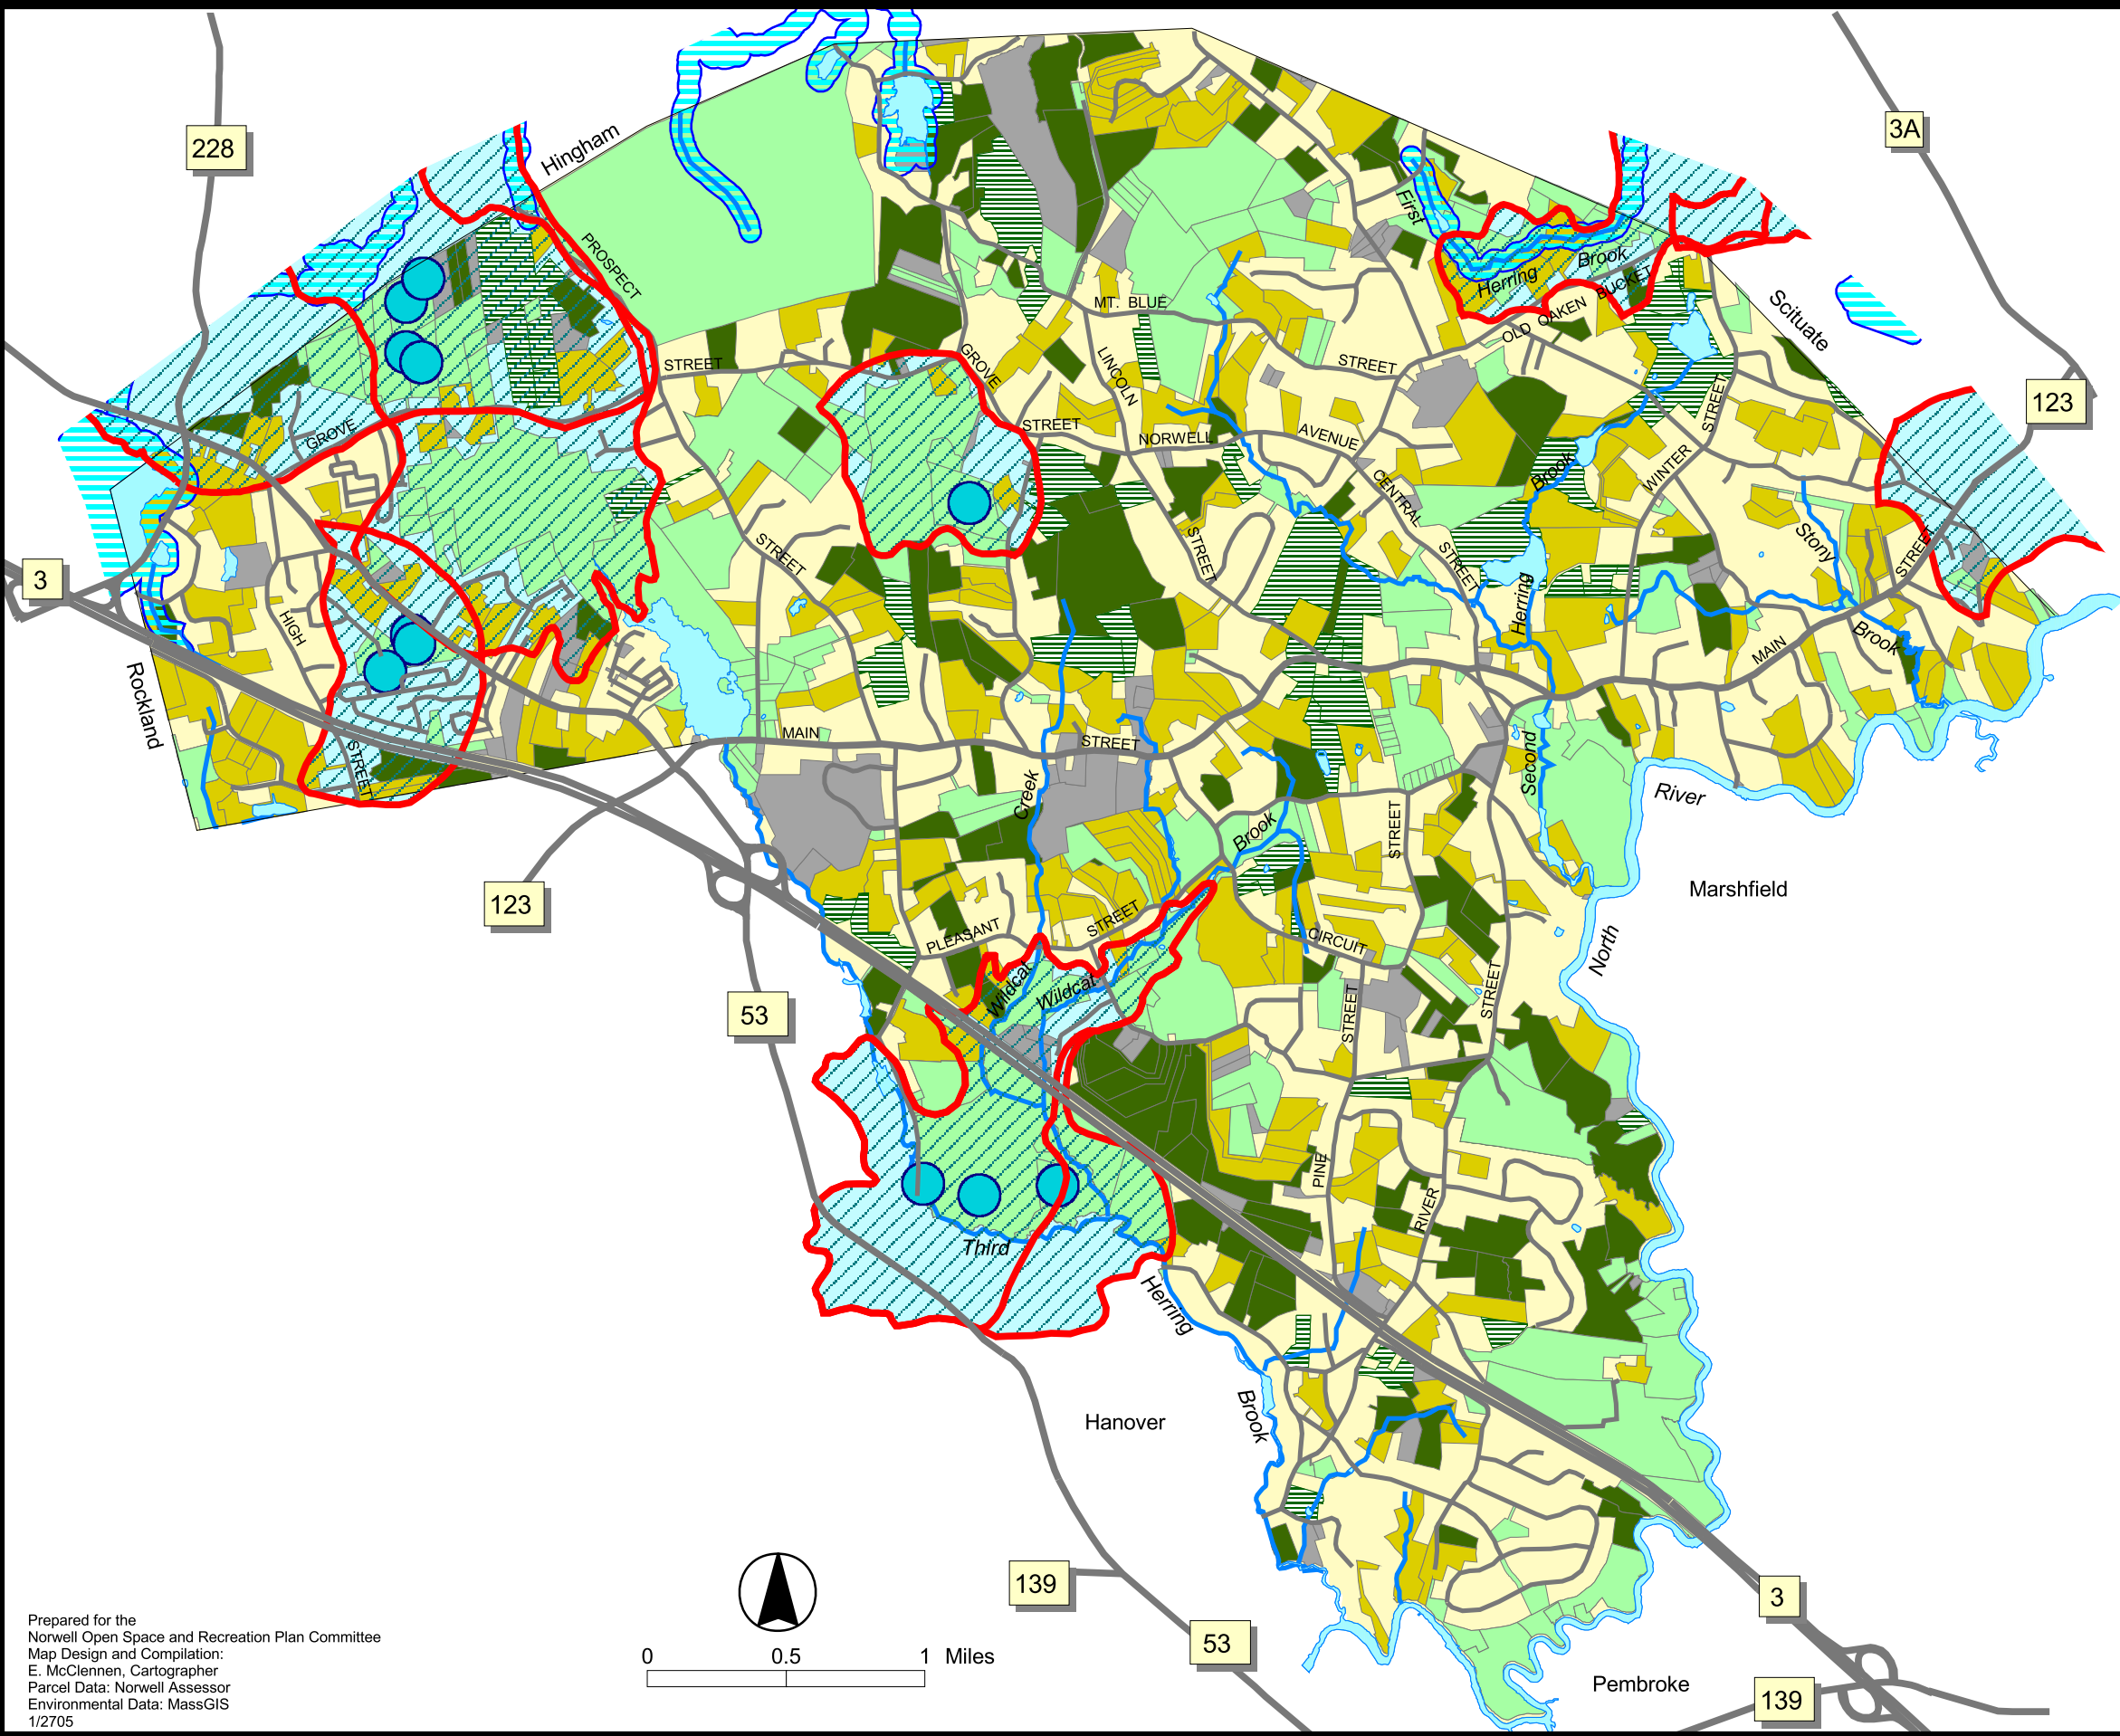 228
Hingham
3A
First
PROSPECT
Brook
Herring
OLD OAKEN BUCKET
Scituate
MT. BLUE
STREET
GROVE
LINCOLN
STREET
123
STREET
GROVE
STREET
NORWELL
AVENUE
CENTRAL
Brook
WINTER
Story
STREET
STREET
STREET
STREET
3
HIGH
Herring
Brook
MAIN
Rockland
STREET
MAIN
STREET
Creek
Second
River
Brook
STREET
Marshfield
123
PLEASANT
STREET
CIRCUIT
North
Wildcat
Wildcat
53
STREET
STREET
PINE
RIVER
Third
Herring
Hanover
Brook
139
3
53
Pembroke
139
Prepared for the
Norwell Open Space and Recreation Plan Committee
Map Design and Compilation:
E. McClennen, Cartographer
Parcel Data: Norwell Assessor
Environmental Data: MassGIS
1/2705
0 0.5 1 Miles